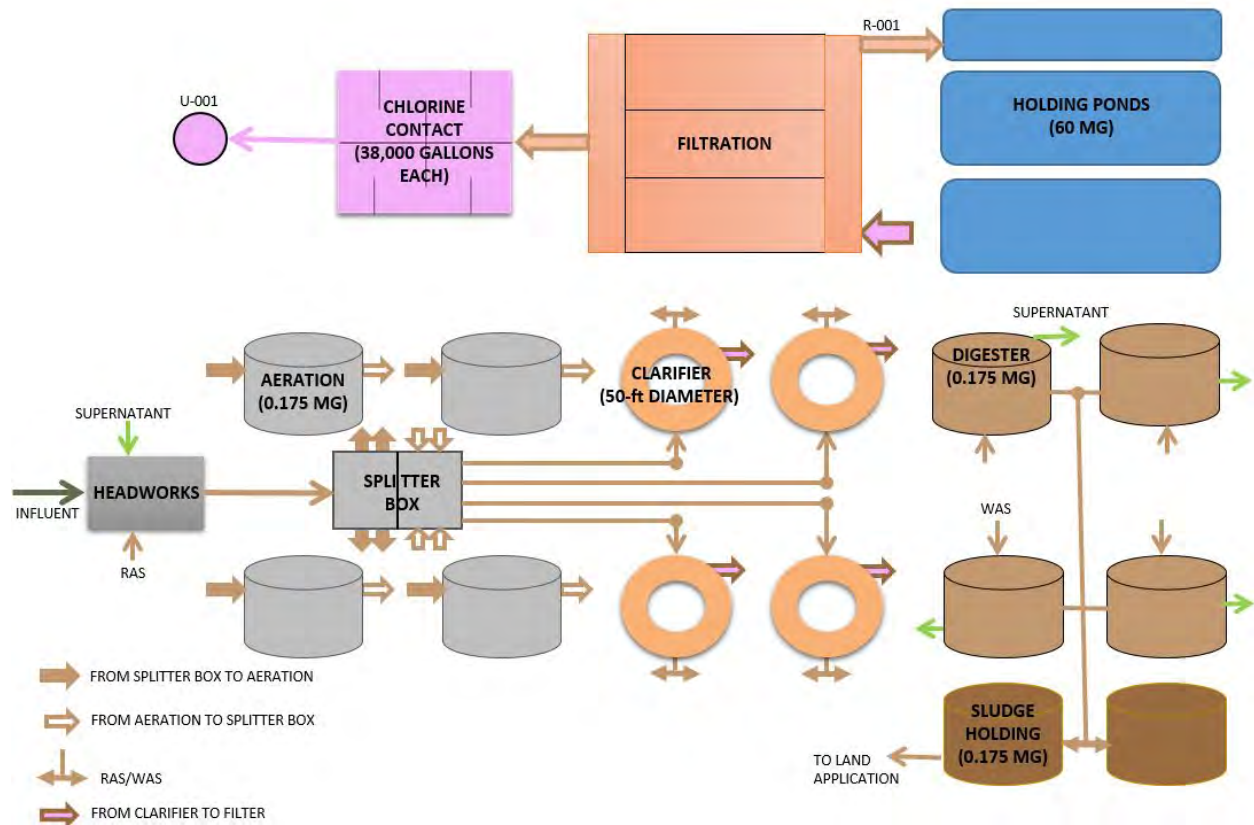 R-001
U-001
CHLORINE
CONTACT
(38,000 GALLONS
EACH)
FILTRATION
HOLDING PONDS
(60 MG)
SUPERNATANT
AERATION
(0.175 MG)
CLARIFIER
(50-ft DIAMETER)
DIGESTER
(0.175 MG)
SUPERNATANT
HEADWORKS
INFLUENT
RAS
SPLITTER
BOX
WAS
FROM SPLITTER BOX TO AERATION
FROM AERATION TO SPLITTER BOX
RAS/WAS
FROM CLARIFIER TO FILTER
SLUDGE
HOLDING
(0.175 MG)
TO LAND
APPLICATION